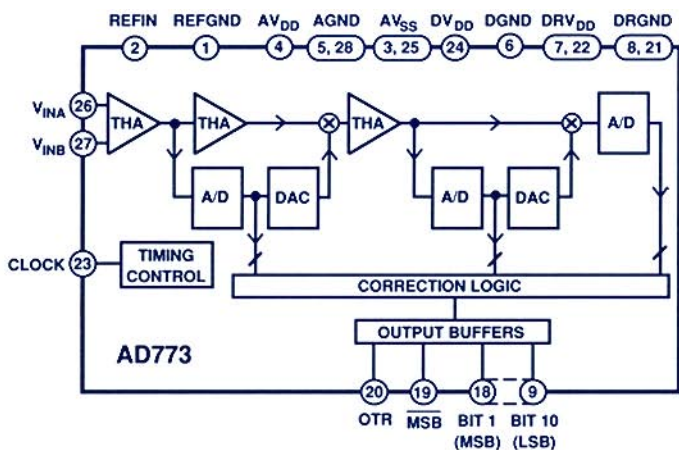 REFIN REFGND AVDD AGND AVSS DVDD DGND DRVDD DRGND
2 1 4 5, 28 3, 25 24 6 7, 22 8, 21
VINA 26
VINB 27
THA THA THA A/D
A/D DAC A/D DAC
CLOCK 23 TIMING CONTROL
CORRECTION LOGIC
OUTPUT BUFFERS
AD773
20 19 18 9
OTR MSB BIT 1 BIT 10
(MSB) (LSB)